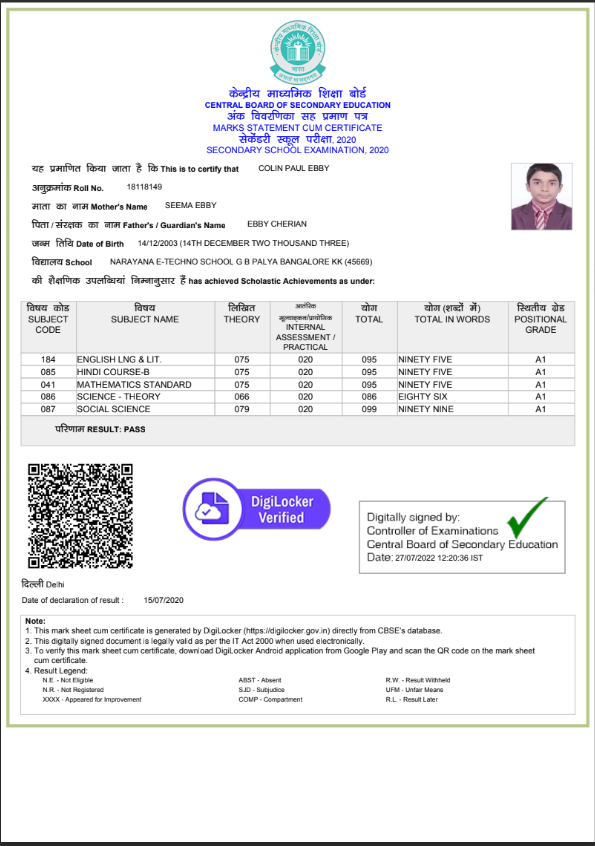 केन्द्रीय माध्यमिक शिक्षा बोर्ड
भारत
केन्द्रीय माध्यमिक शिक्षा बोर्ड
CENTRAL BOARD OF SECONDARY EDUCATION
अंक विवरणिका सह प्रमाण पत्र
MARKS STATEMENT CUM CERTIFICATE
सेकेंडरी स्कूल परीक्षा, 2020
SECONDARY SCHOOL EXAMINATION, 2020
यह प्रमाणित किया जाता है कि This is to certify that COLIN PAUL EBBY
अनुक्रमांक Roll No. 18118149
माता का नाम Mother's Name SEEMA EBBY
पिता / संरक्षक का नाम Father's / Guardian's Name EBBY CHERIAN
जन्म तिथि Date of Birth 14/12/2003 (14TH DECEMBER TWO THOUSAND THREE)
विद्यालय School NARAYANA E-TECHNO SCHOOL G B PALYA BANGALORE KK (45669)
की शैक्षणिक उपलब्धियां निम्नानुसार हैं has achieved Scholastic Achievements as under:
विषय कोड SUBJECT CODE
विषय SUBJECT NAME
लिखित THEORY
आंतरिक मूल्याङ्कन/प्रायोगिक INTERNAL ASSESSMENT / PRACTICAL
योग TOTAL
योग (शब्दों में) TOTAL IN WORDS
स्थितीय ग्रेड POSITIONAL GRADE
184 ENGLISH LNG & LIT. 075 020 095 NINETY FIVE A1
085 HINDI COURSE-B 075 020 095 NINETY FIVE A1
041 MATHEMATICS STANDARD 075 020 095 NINETY FIVE A1
086 SCIENCE - THEORY 066 020 086 EIGHTY SIX A1
087 SOCIAL SCIENCE 079 020 099 NINETY NINE A1
परिणाम RESULT: PASS
DigiLocker
Verified
Digitally signed by:
Controller of Examinations
Central Board of Secondary Education
Date: 27/07/2022 12:20:36 IST
दिल्ली Delhi
Date of declaration of result : 15/07/2020
Note:
1. This mark sheet cum certificate is generated by DigiLocker (https://digilocker.gov.in) directly from CBSE's database.
2. This digitally signed document is legally valid as per the IT Act 2000 when used electronically.
3. To verify this mark sheet cum certificate, download DigiLocker Android application from Google Play and scan the QR code on the mark sheet
cum certificate.
4. Result Legend:
N.E. - Not Eligible ABST - Absent R.W. - Result Withheld
N.R. - Not Registered SJD - Subjudice UFM - Unfair Means
XXXX - Appeared for Improvement COMP - Compartment R.L. - Result Later